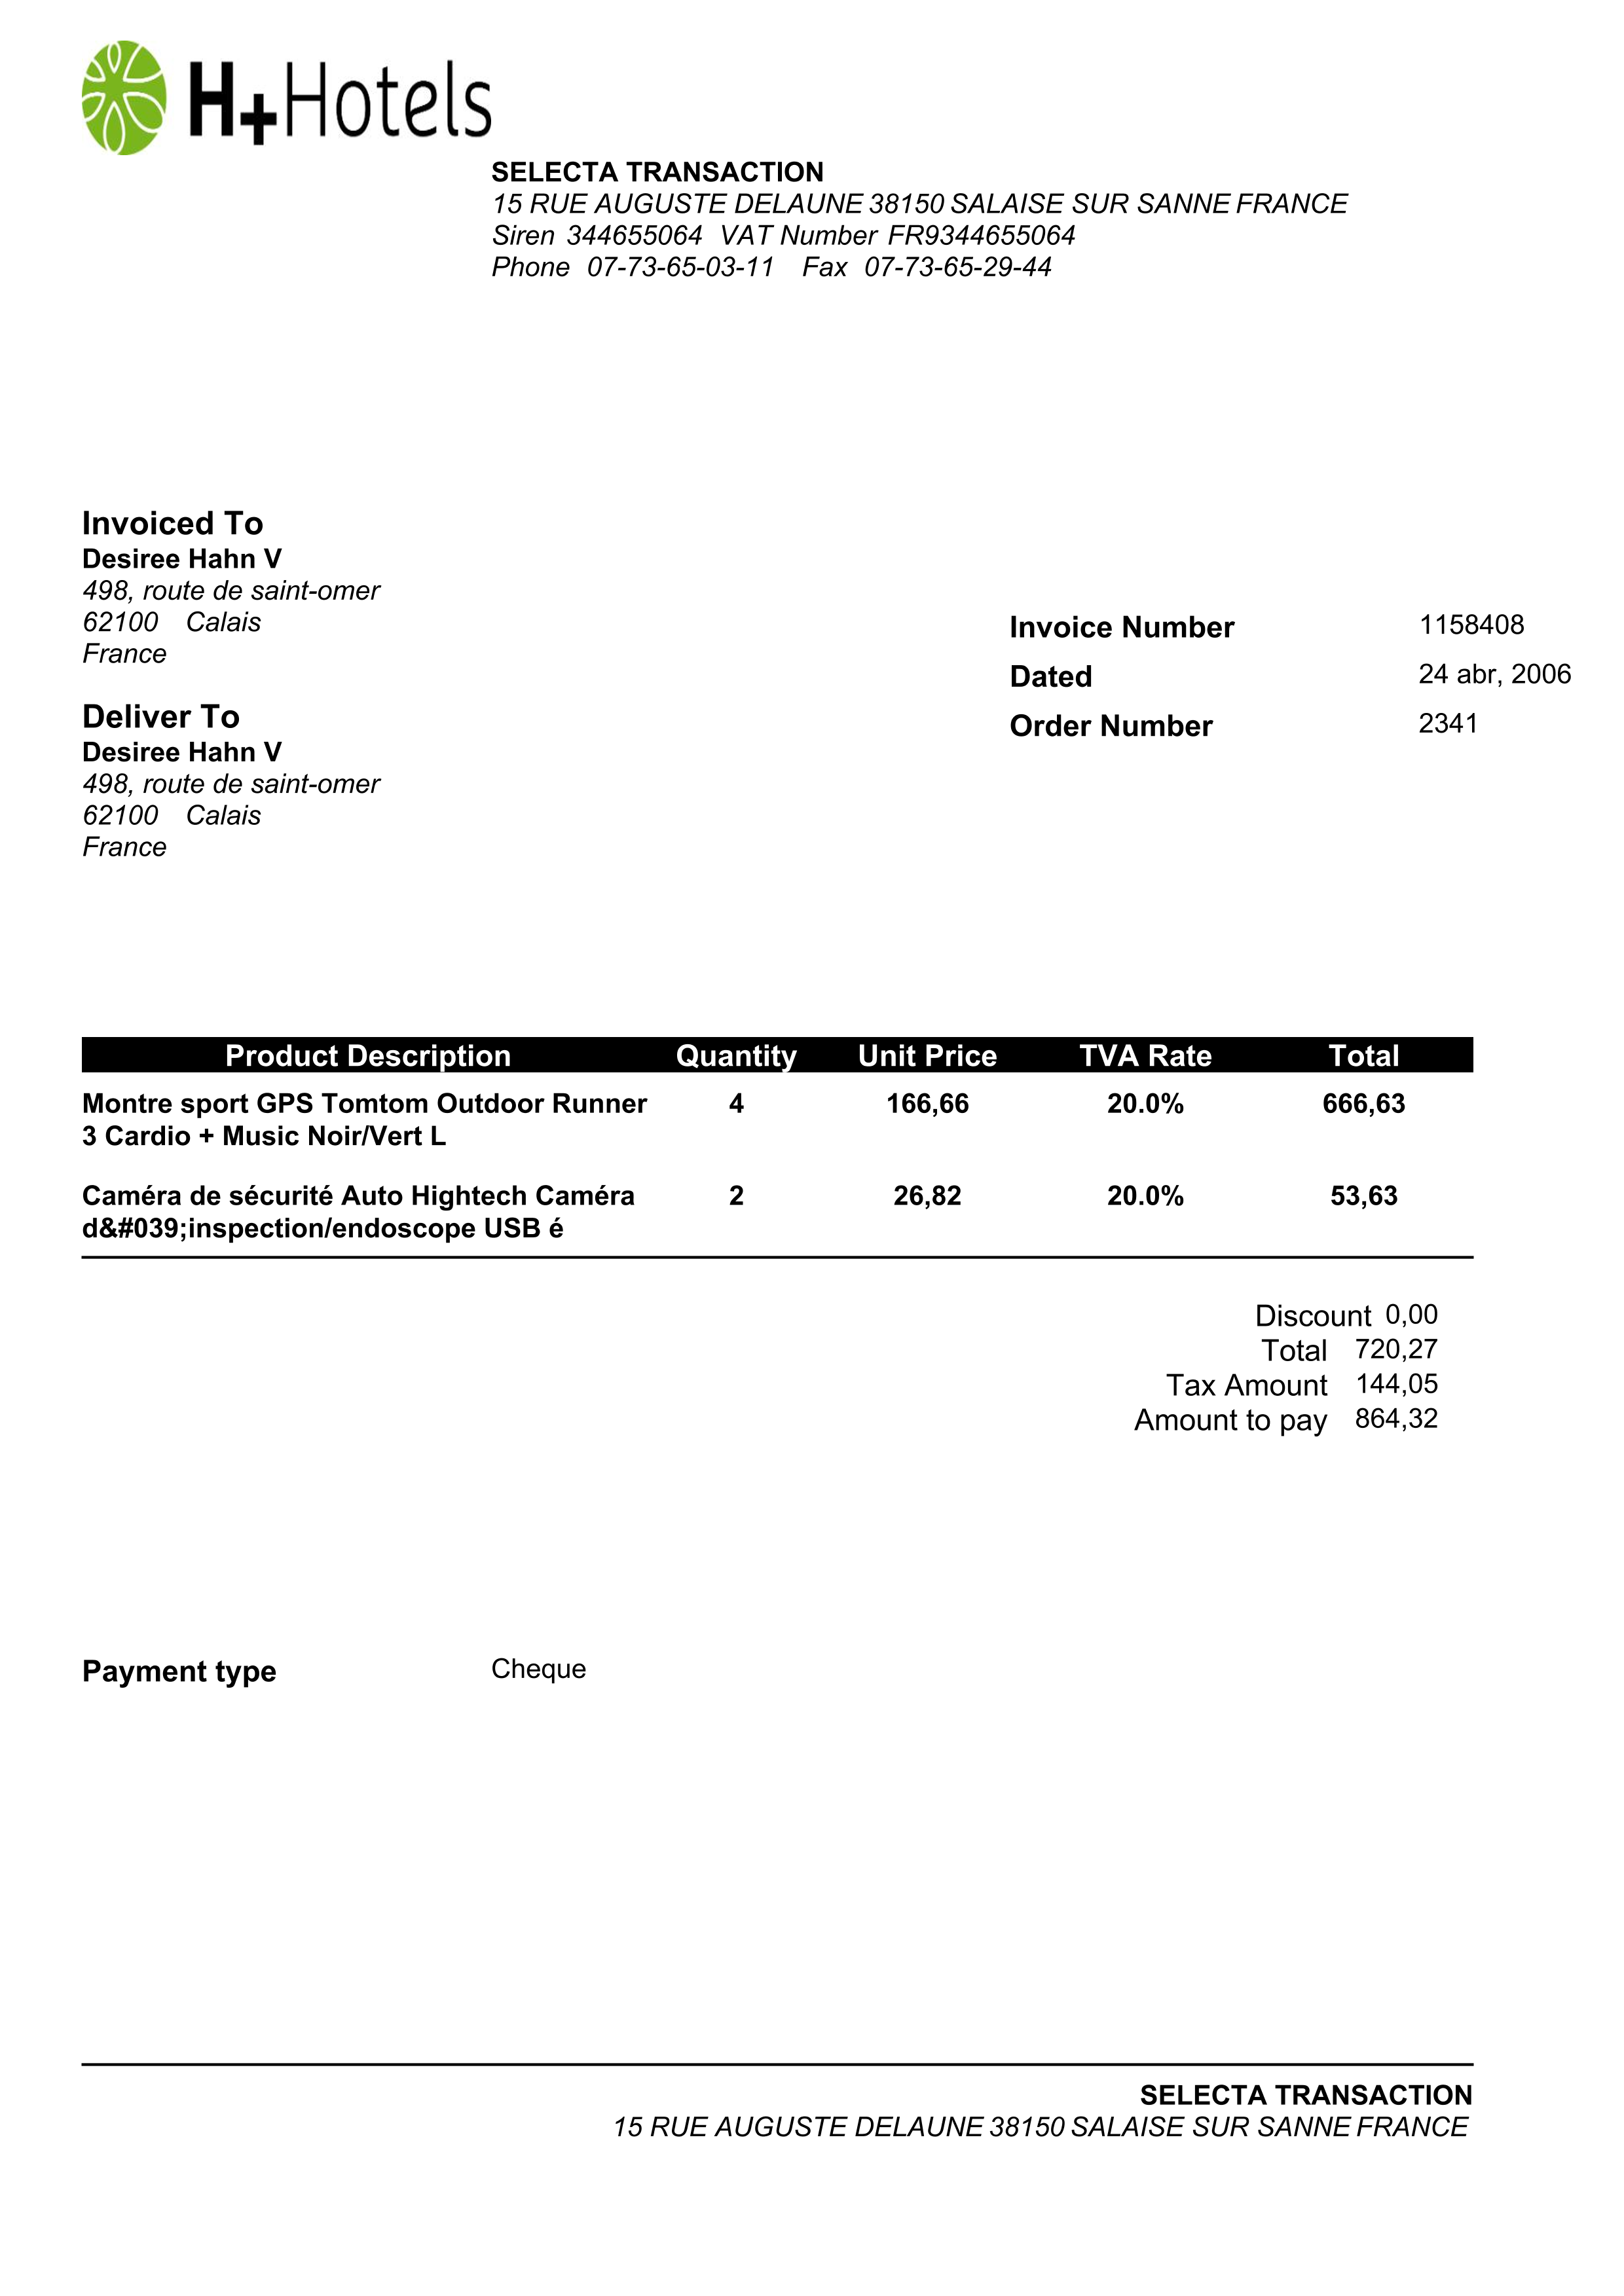 H+Hotels
SELECTA TRANSACTION
15 RUE AUGUSTE DELAUNE 38150 SALAISE SUR SANNE FRANCE
Siren 344655064 VAT Number FR9344655064
Phone 07-73-65-03-11 Fax 07-73-65-29-44
Invoiced To
Desiree Hahn V
498, route de saint-omer
62100 Calais
France
Invoice Number 1158408
Dated 24 abr, 2006
Order Number 2341
Deliver To
Desiree Hahn V
498, route de saint-omer
62100 Calais
France
Product Description Quantity Unit Price TVA Rate Total
Montre sport GPS Tomtom Outdoor Runner 4 166,66 20.0% 666,63
3 Cardio + Music Noir/Vert L
Caméra de sécurité Auto Hightech Caméra 2 26,82 20.0% 53,63
d&#039;inspection/endoscope USB é
Discount 0,00
Total 720,27
Tax Amount 144,05
Amount to pay 864,32
Payment type Cheque
SELECTA TRANSACTION
15 RUE AUGUSTE DELAUNE 38150 SALAISE SUR SANNE FRANCE